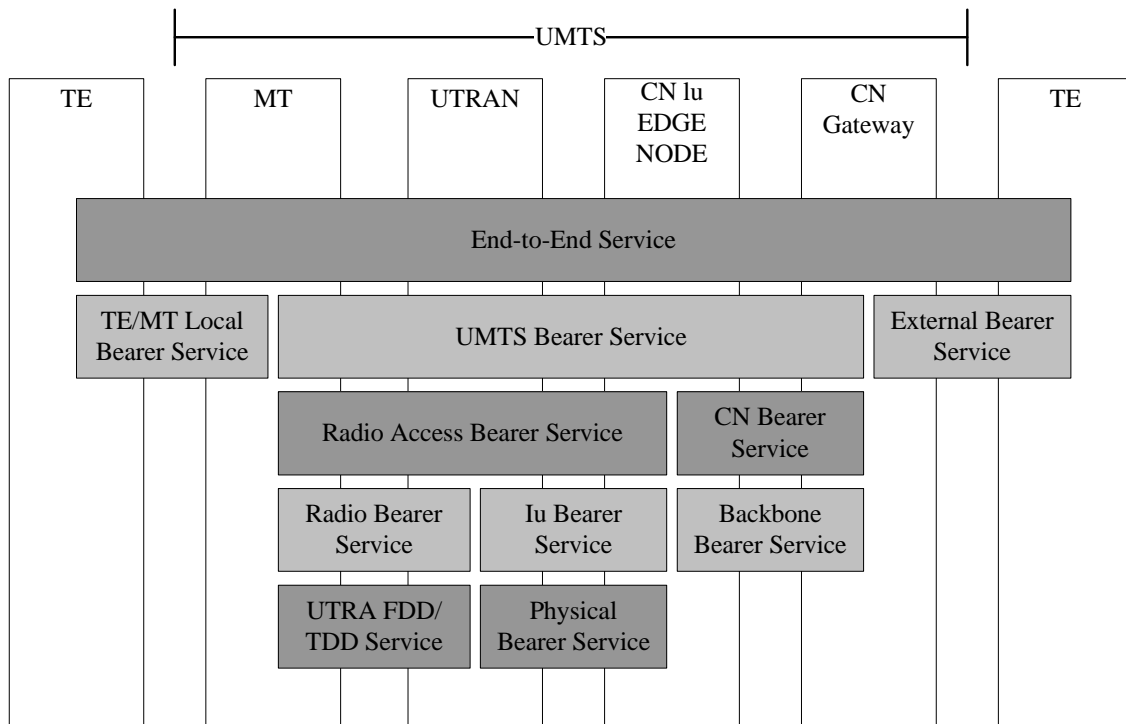 UMTS
TE
MT
UTRAN
CN lu
EDGE
NODE
CN
Gateway
TE
End-to-End Service
TE/MT Local
Bearer Service
UMTS Bearer Service
External Bearer
Service
Radio Access Bearer Service
CN Bearer
Service
Radio Bearer
Service
Iu Bearer
Service
Backbone
Bearer Service
UTRA FDD/
TDD Service
Physical
Bearer Service